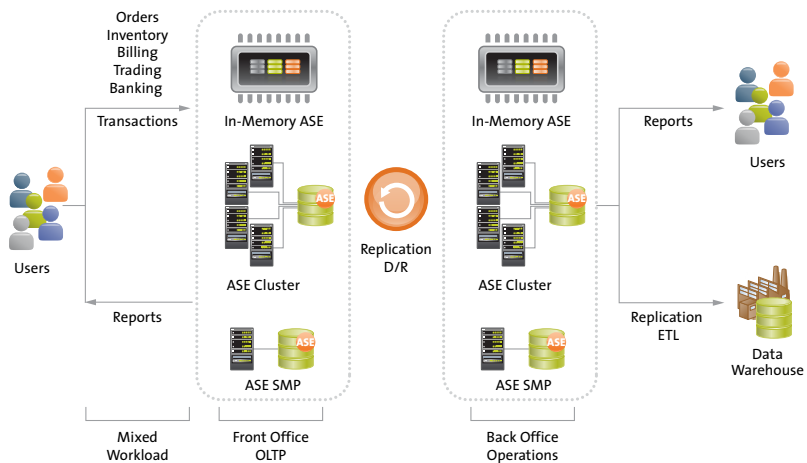 Orders
Inventory
Billing
Trading
Banking
Transactions
Users
Reports
Mixed
Workload
In-Memory ASE
ASE
ASE Cluster
ASE
ASE SMP
Front Office
OLTP
Replication
D/R
In-Memory ASE
ASE
ASE Cluster
ASE
ASE SMP
Back Office
Operations
Reports
Users
Replication
ETL
Data
Warehouse